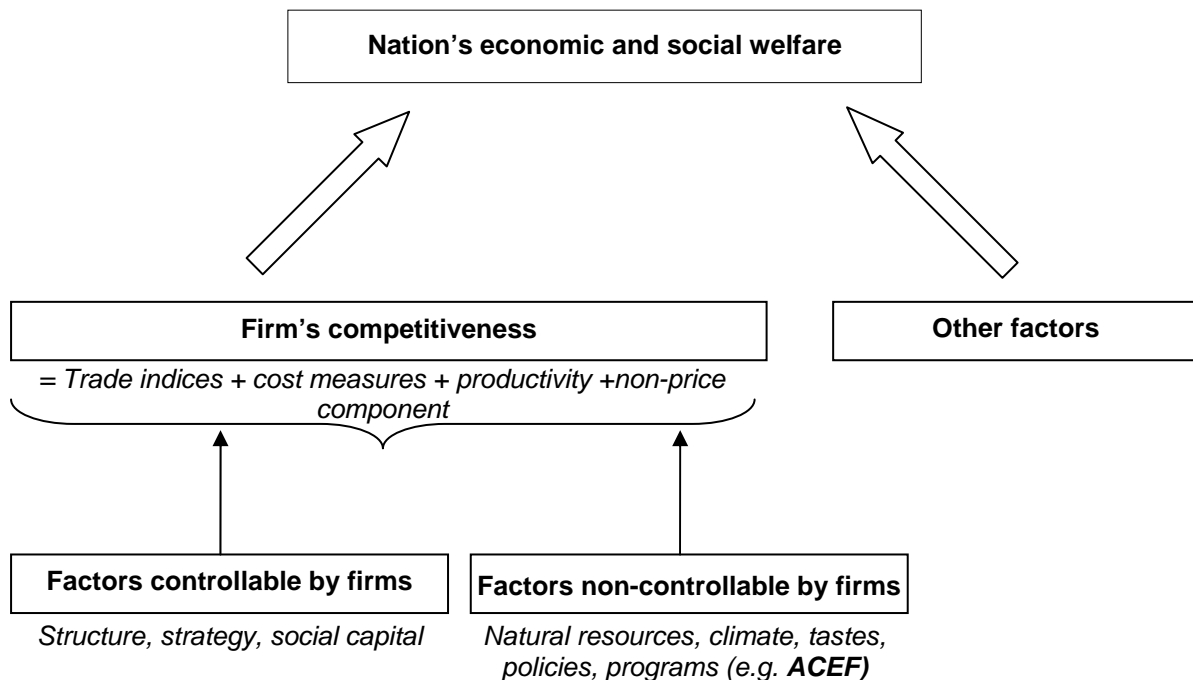 Nation’s economic and social welfare
Firm’s competitiveness
Other factors
= Trade indices + cost measures + productivity +non-price
component
Factors controllable by firms
Factors non-controllable by firms
Structure, strategy, social capital
Natural resources, climate, tastes,
policies, programs (e.g. ACEF)